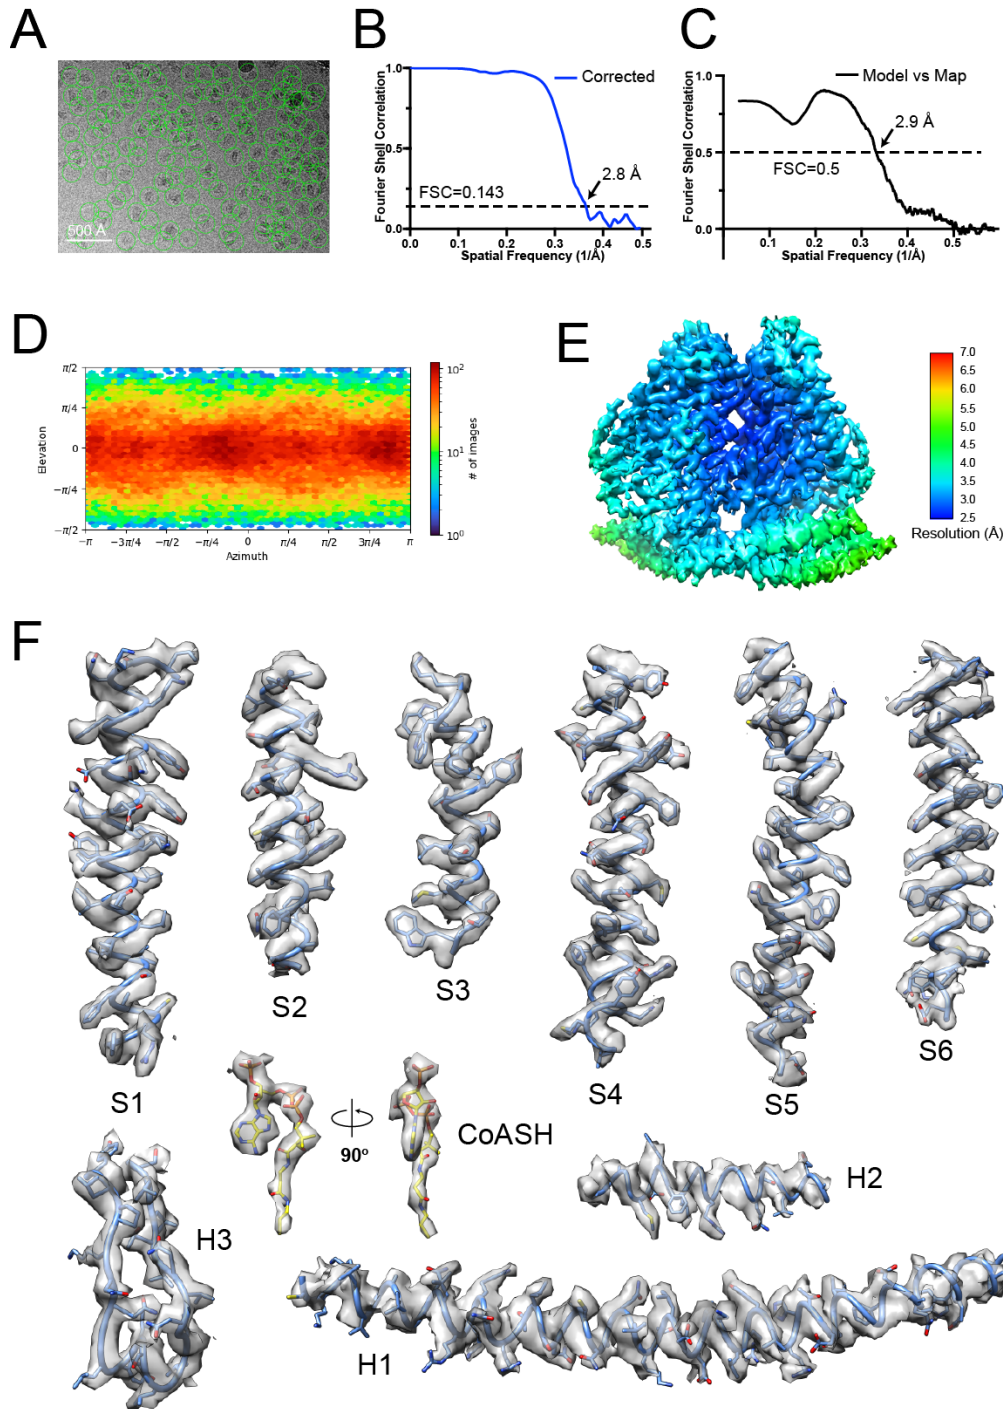 A
500 Å
B
Fourier Shell Correlation
1.0
0.5
0.0
Corrected
2.8 Å
FSC=0.143
0.0 0.1 0.2 0.3 0.4 0.5
Spatial Frequency (1/Å)
C
Fourier Shell Correlation
1.0
0.5
0.0
Model vs Map
2.9 Å
FSC=0.5
0.1 0.2 0.3 0.4 0.5
Spatial Frequency (1/Å)
D
Elevation
π/2
π/4
0
−π/4
−π/2
−π −3π/4 −π/2 −π/4 0 π/4 π/2 3π/4 π
Azimuth
10²
10¹
10⁰
# of images
E
7.0
6.5
6.0
5.5
5.0
4.5
4.0
3.5
3.0
2.5
Resolution (Å)
F
S1
S2
S3
S4
S5
S6
90º
CoASH
H3
H2
H1